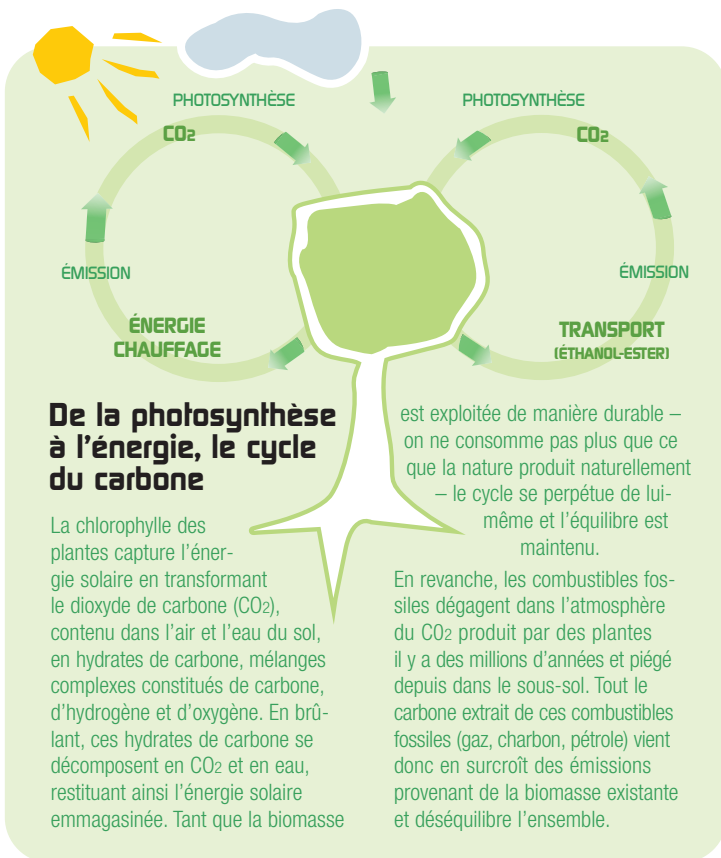 PHOTOSYNTHÈSE
CO2
ÉMISSION
ÉNERGIE
CHAUFFAGE
PHOTOSYNTHÈSE
CO2
ÉMISSION
TRANSPORT
(ÉTHANOL-ESTER)
De la photosynthèse
à l’énergie, le cycle
du carbone
La chlorophylle des
plantes capture l’éner-
gie solaire en transformant
le dioxyde de carbone (CO2),
contenu dans l’air et l’eau du sol,
en hydrates de carbone, mélanges
complexes constitués de carbone,
d’hydrogène et d’oxygène. En brû-
lant, ces hydrates de carbone se
décomposent en CO2 et en eau,
restituant ainsi l’énergie solaire
emmagasinée. Tant que la biomasse
est exploitée de manière durable –
on ne consomme pas plus que ce
que la nature produit naturellement
– le cycle se perpétue de lui-
même et l’équilibre est
maintenu.
En revanche, les combustibles fos-
siles dégagent dans l’atmosphère
du CO2 produit par des plantes
il y a des millions d’années et piégé
depuis dans le sous-sol. Tout le
carbone extrait de ces combustibles
fossiles (gaz, charbon, pétrole) vient
donc en surcroît des émissions
provenant de la biomasse existante
et déséquilibre l’ensemble.